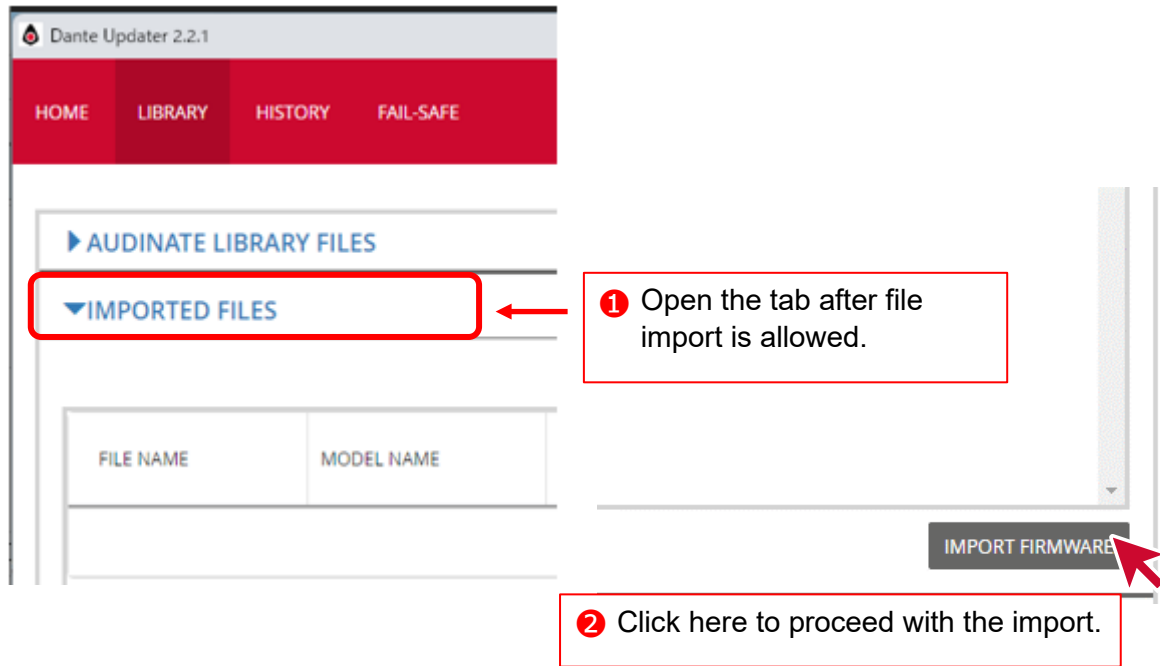 Dante Updater 2.2.1
HOME LIBRARY HISTORY FAIL-SAFE
AUDINATE LIBRARY FILES
IMPORTED FILES
❶ Open the tab after file
import is allowed.
FILE NAME MODEL NAME
IMPORT FIRMWARE
❷ Click here to proceed with the import.